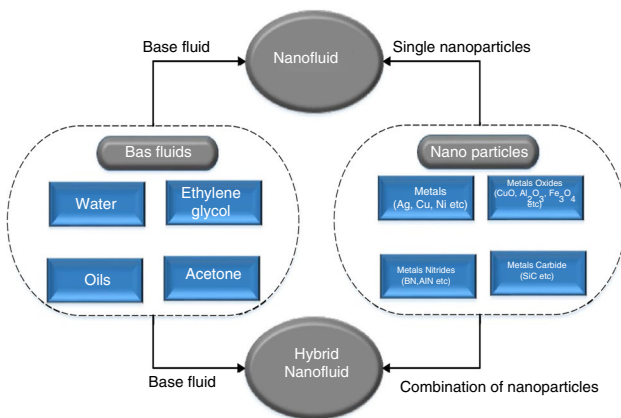 Base fluid
Nanofluid
Single nanoparticles
Bas fluids
Water
Ethylene
glycol
Oils
Acetone
Nano particles
Metals
(Ag, Cu, Ni etc)
Metals Oxides
(CuO, Al2O3, Fe3O4
etc)
Metals Nitrides
(BN,AlN etc)
Metals Carbide
(SiC etc)
Base fluid
Hybrid
Nanofluid
Combination of nanoparticles